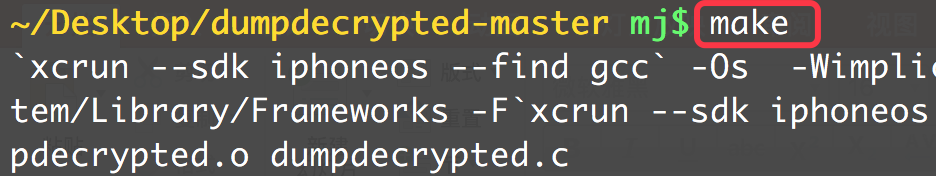 ~/Desktop/dumpdecrypted-master mj$ make
`xcrun --sdk iphoneos --find gcc` -Os  -Wimplic
tem/Library/Frameworks -F`xcrun --sdk iphoneos
pdecrypted.o dumpdecrypted.c